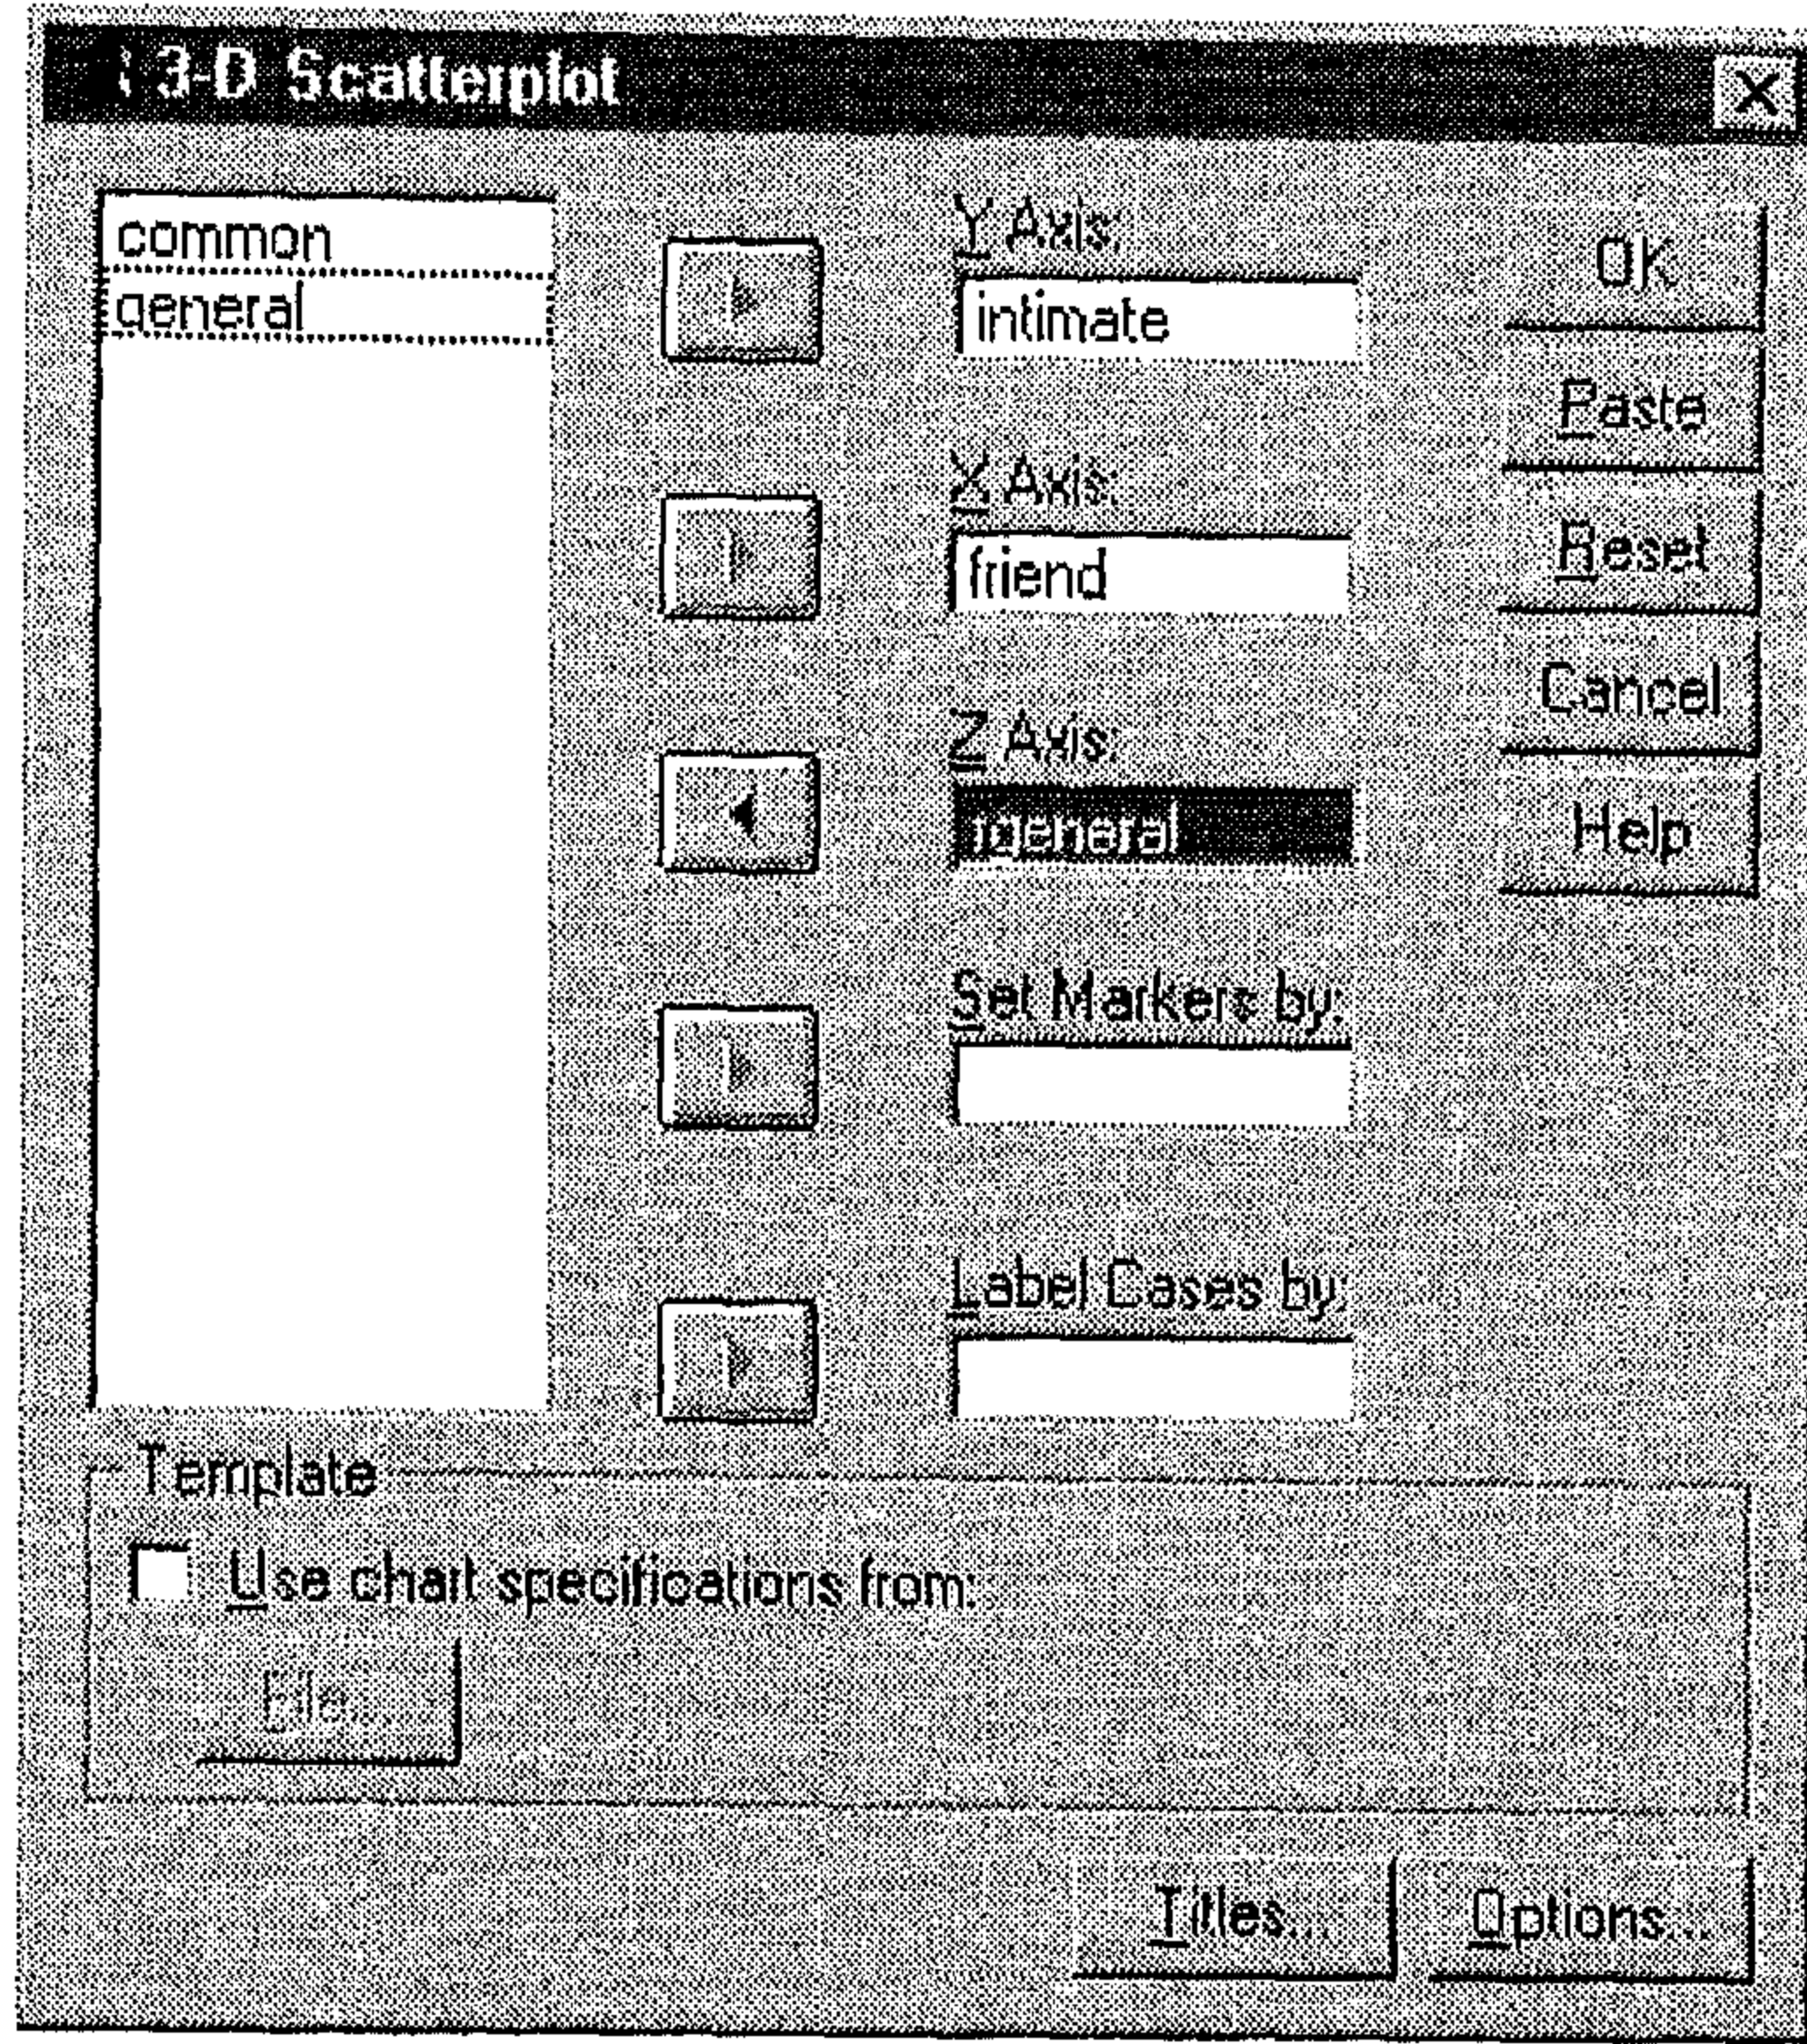 3-D Scatterplot
common
general
Y Axis:
intimate
X Axis:
friend
Z Axis:
Set Markers by:
Label Cases by:
OK
Paste
Reset
Cancel
Help
Template
Use chart specifications from:
File...
Titles...
Options...